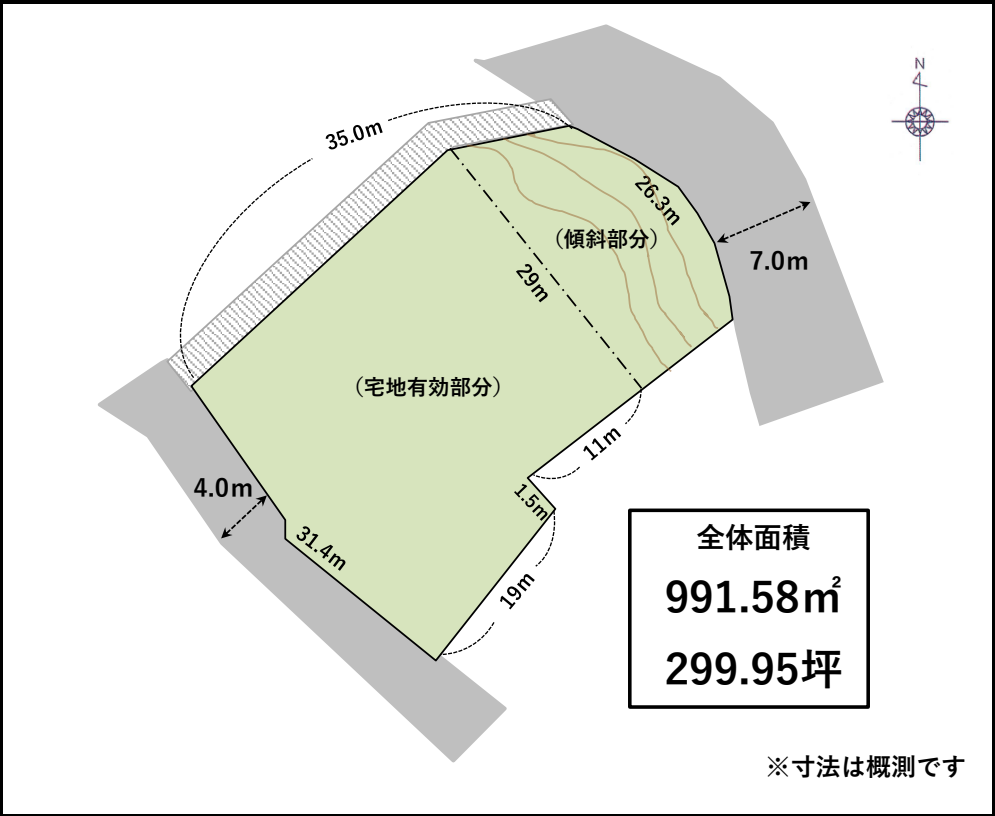 N
35.0m
26.3m
(傾斜部分)
7.0m
29m
(宅地有効部分)
11m
4.0m
1.5m
31.4m
19m
全体面積
991.58㎡
299.95坪
※寸法は概測です